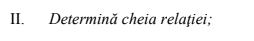 II. Determină cheia relației;